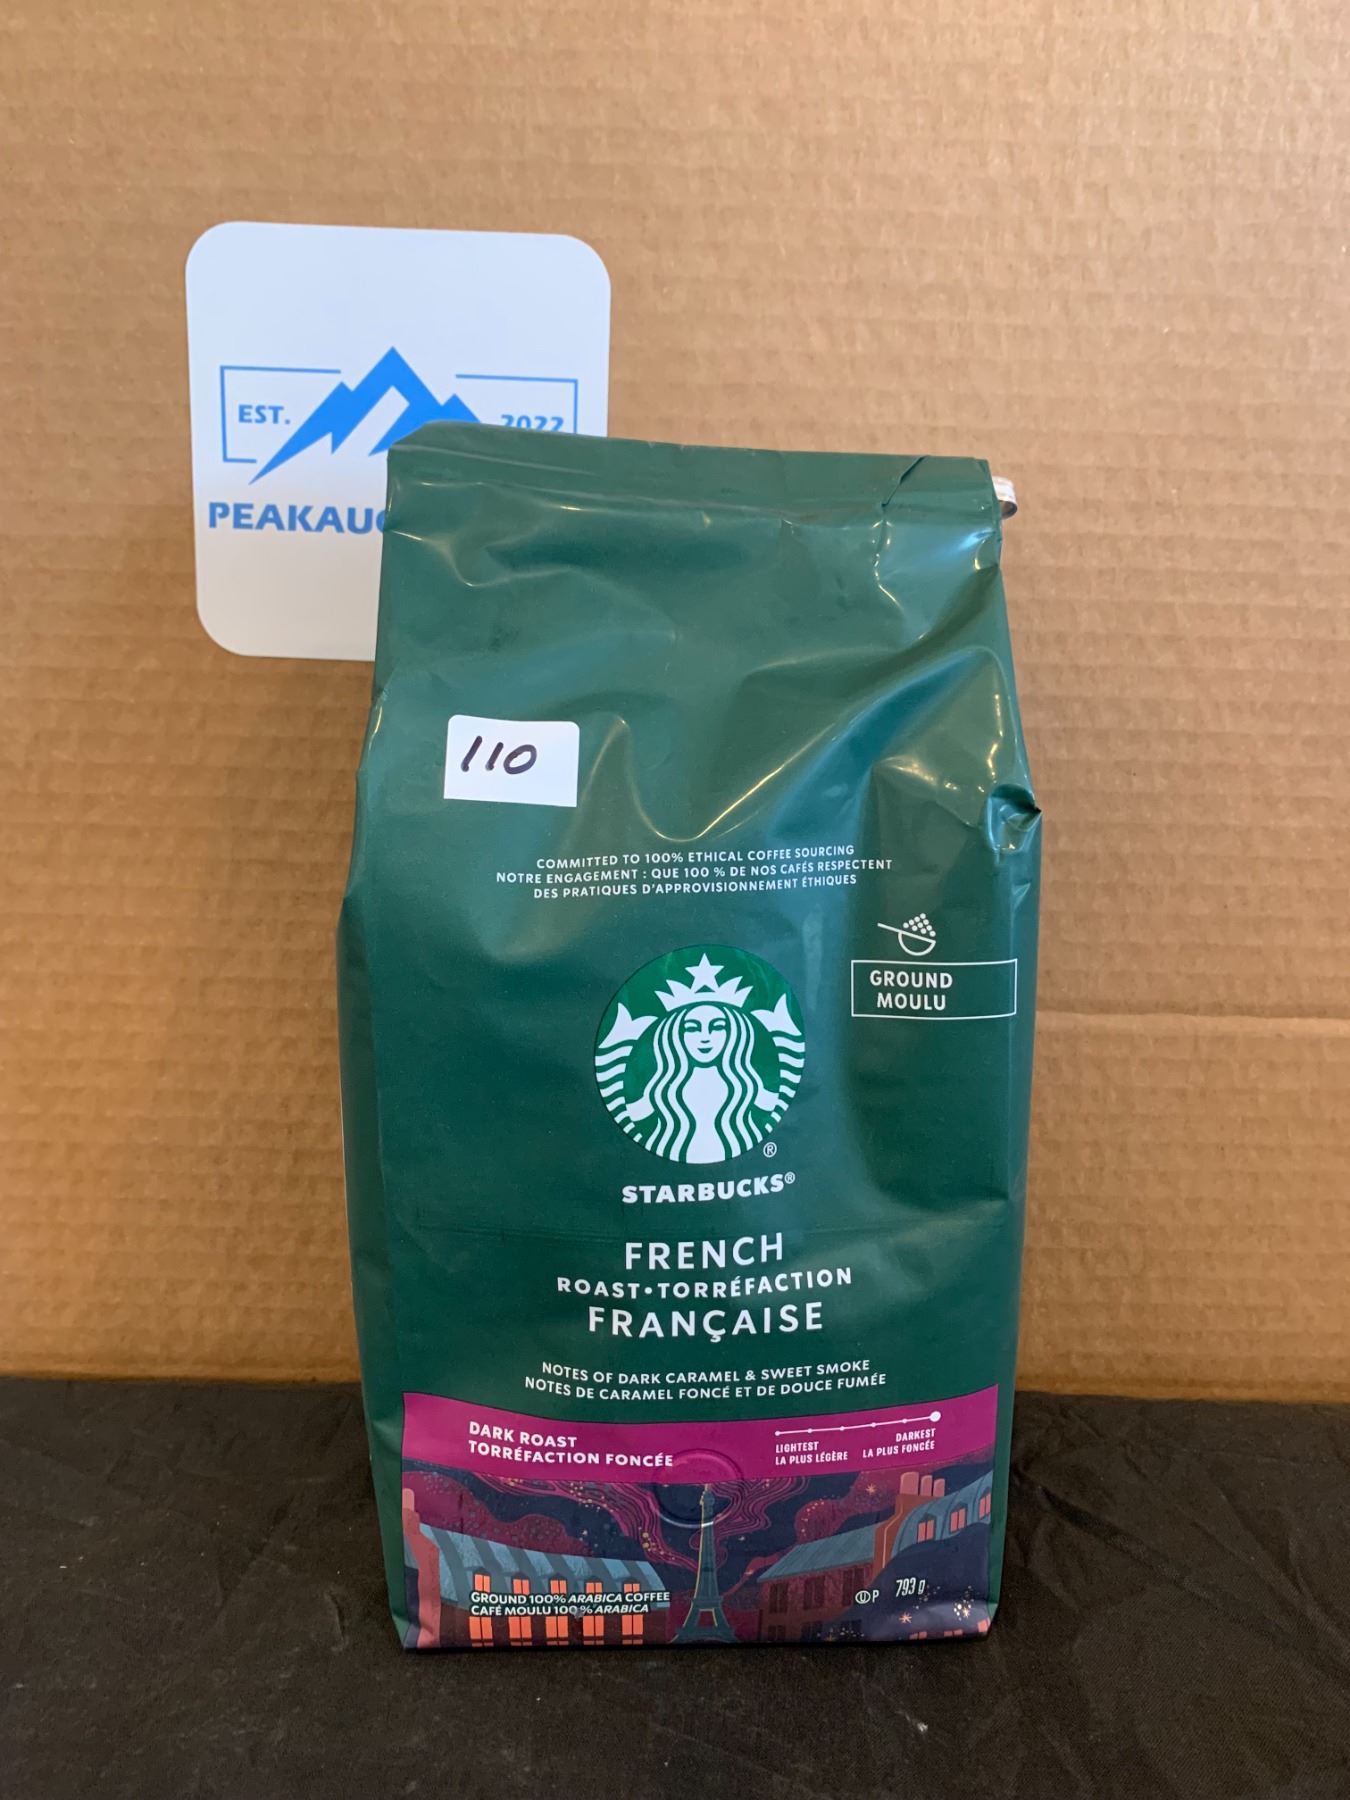 EST.
2022
110
COMMITTED TO 100% ETHICAL COFFEE SOURCING
NOTRE ENGAGEMENT : QUE 100 % DE NOS CAFÉS RESPECTENT
DES PRATIQUES D'APPROVISIONNEMENT ÉTHIQUES
GROUND
MOULU
®
STARBUCKS®
FRENCH
ROAST•TORRÉFACTION
FRANÇAISE
NOTES OF DARK CARAMEL & SWEET SMOKE
NOTES DE CARAMEL FONCÉ ET DE DOUCE FUMÉE
DARK ROAST
TORRÉFACTION FONCÉE
LIGHTEST
LA PLUS LÉGÈRE
DARKEST
LA PLUS FONCÉE
GROUND 100% ARABICA COFFEE
CAFÉ MOULU 100 % ARABICA
Ⓤ P
793 g